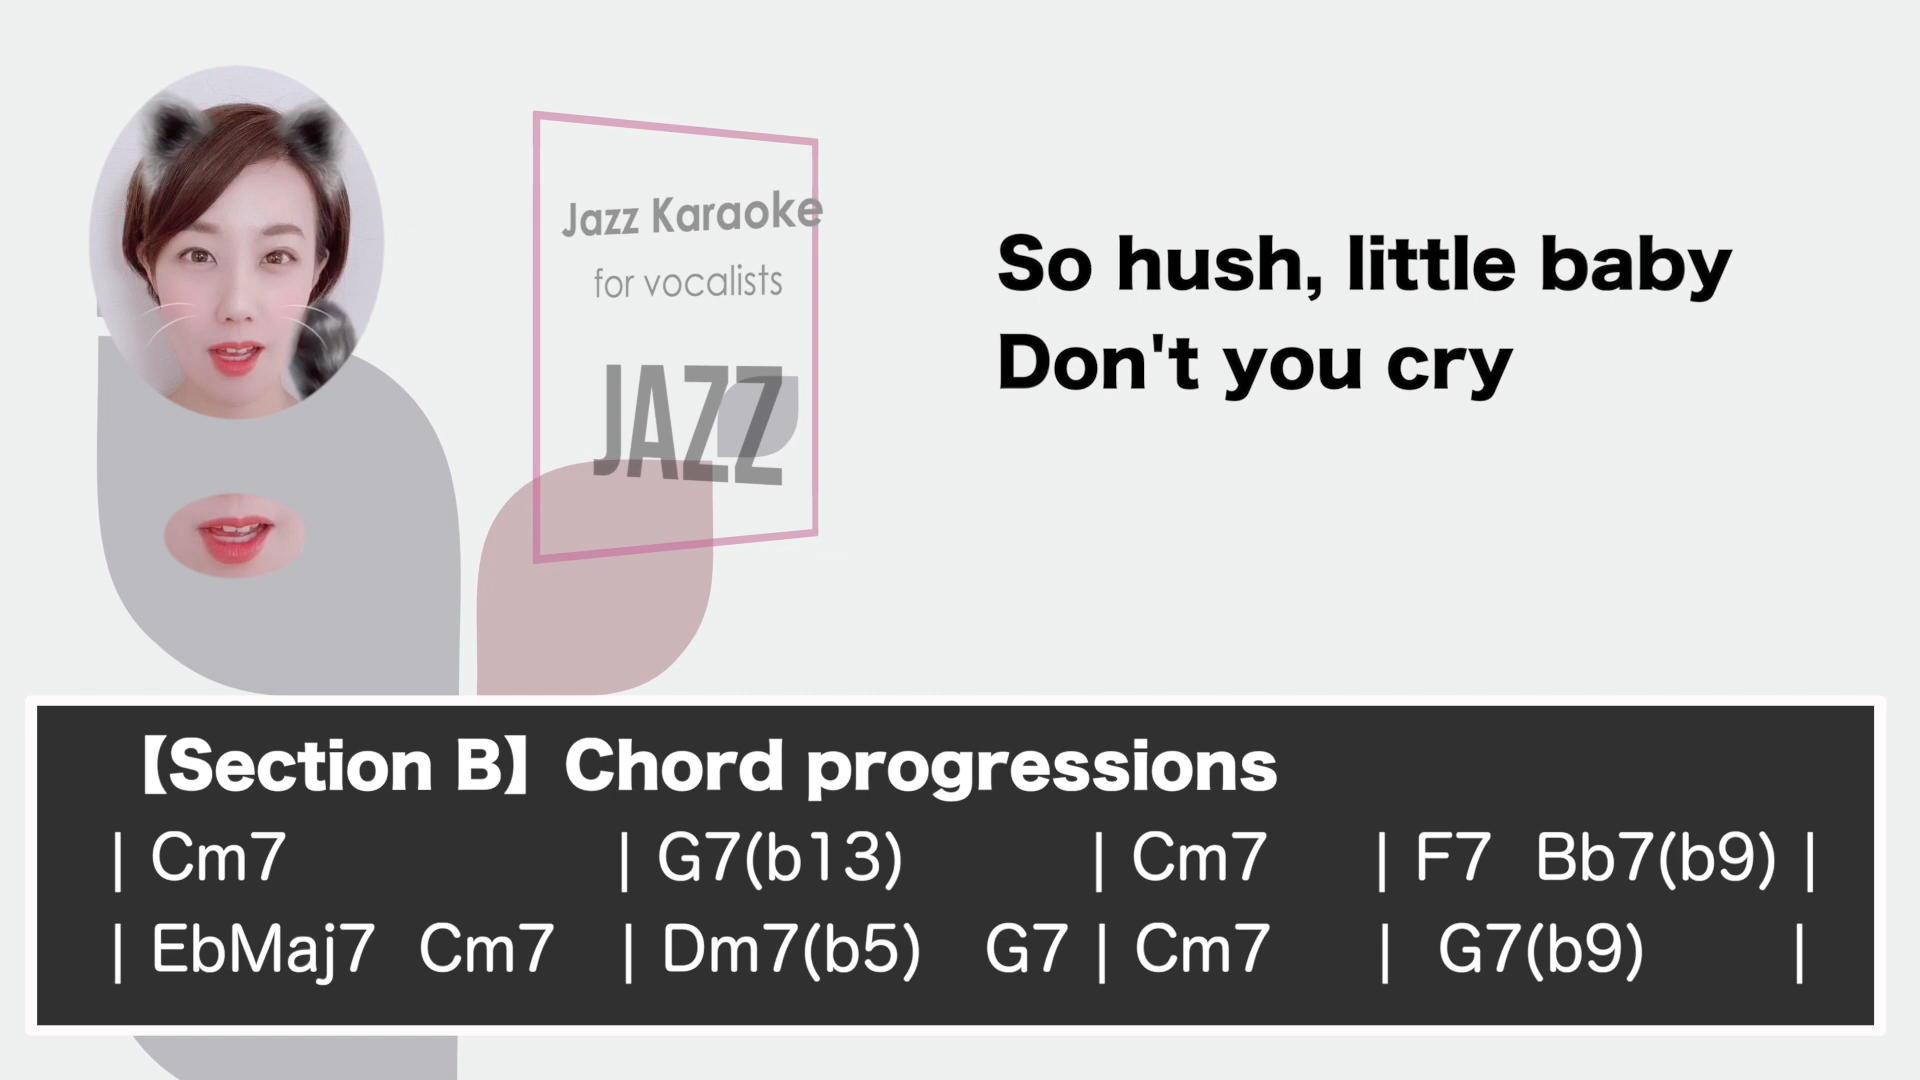 Jazz Karaoke
for vocalists
JAZZ
So hush, little baby
Don't you cry
【Section B】Chord progressions
| Cm7 | G7(b13) | Cm7 | F7 Bb7(b9) |
| EbMaj7 Cm7 | Dm7(b5) G7 | Cm7 | G7(b9) |